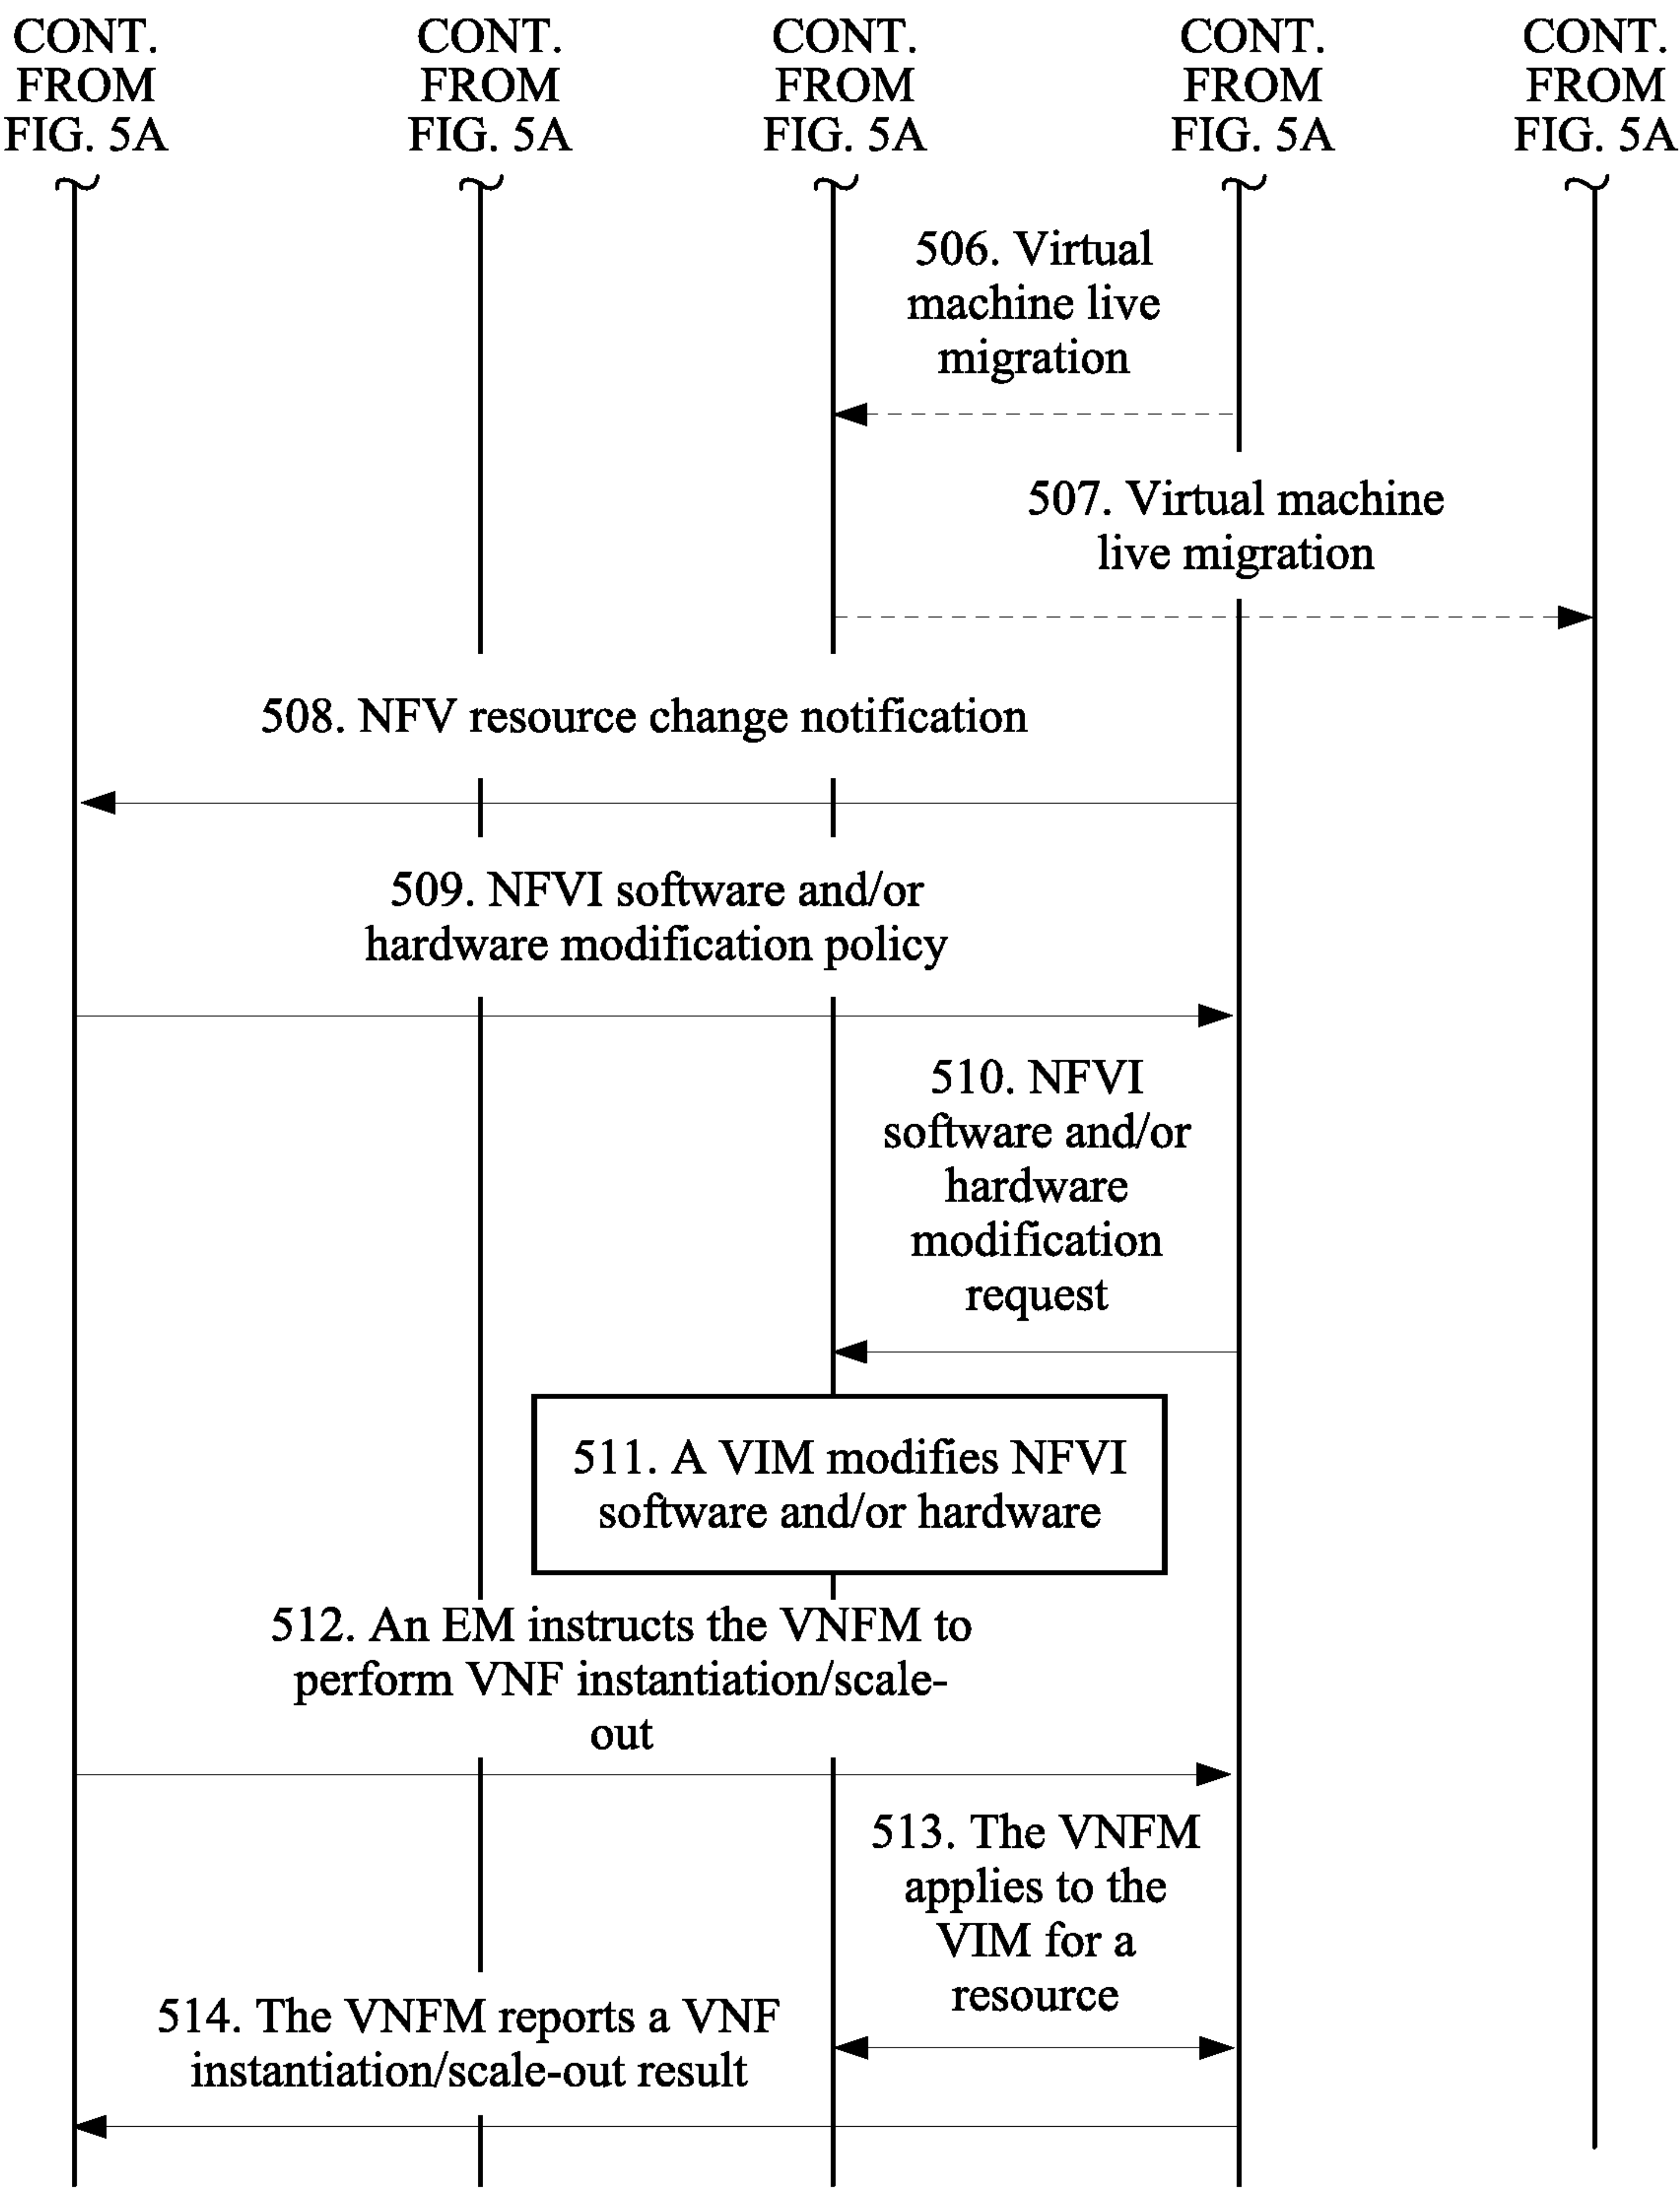 CONT.
FROM
FIG. 5A
CONT.
FROM
FIG. 5A
CONT.
FROM
FIG. 5A
CONT.
FROM
FIG. 5A
CONT.
FROM
FIG. 5A
506. Virtual
machine live
migration
507. Virtual machine
live migration
508. NFV resource change notification
509. NFVI software and/or
hardware modification policy
510. NFVI
software and/or
hardware
modification
request
511. A VIM modifies NFVI
software and/or hardware
512. An EM instructs the VNFM to
perform VNF instantiation/scale-
out
513. The VNFM
applies to the
VIM for a
resource
514. The VNFM reports a VNF
instantiation/scale-out result